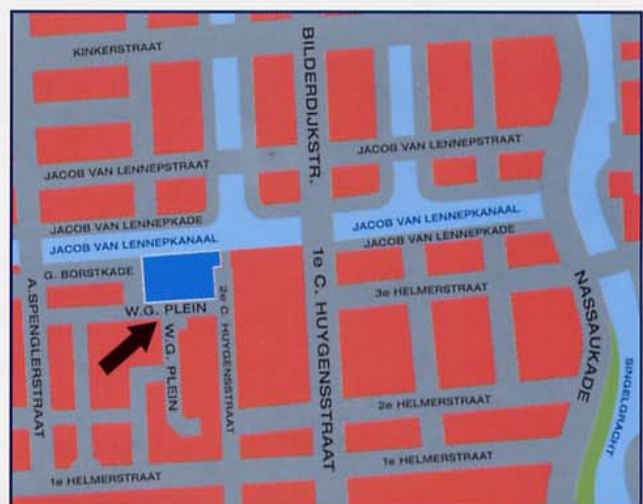 KINKERSTRAAT
BILDERDIJKSTR.
JACOB VAN LENNEPSTRAAT
JACOB VAN LENNEPSTRAAT
JACOB VAN LENNEPKADE
JACOB VAN LENNEPKANAAL
JACOB VAN LENNEPKANAAL
JACOB VAN LENNEPKADE
G. BORSTKADE
A.SPENGLERSTRAAT
W.G. PLEIN
W.G. PLEIN
2e C. HUYGENSSTRAAT
1e C. HUYGENSSTRAAT
3e HELMERSTRAAT
NASSAUKADE
SINGELGRACHT
2e HELMERSTRAAT
1e HELMERSTRAAT
1e HELMERSTRAAT